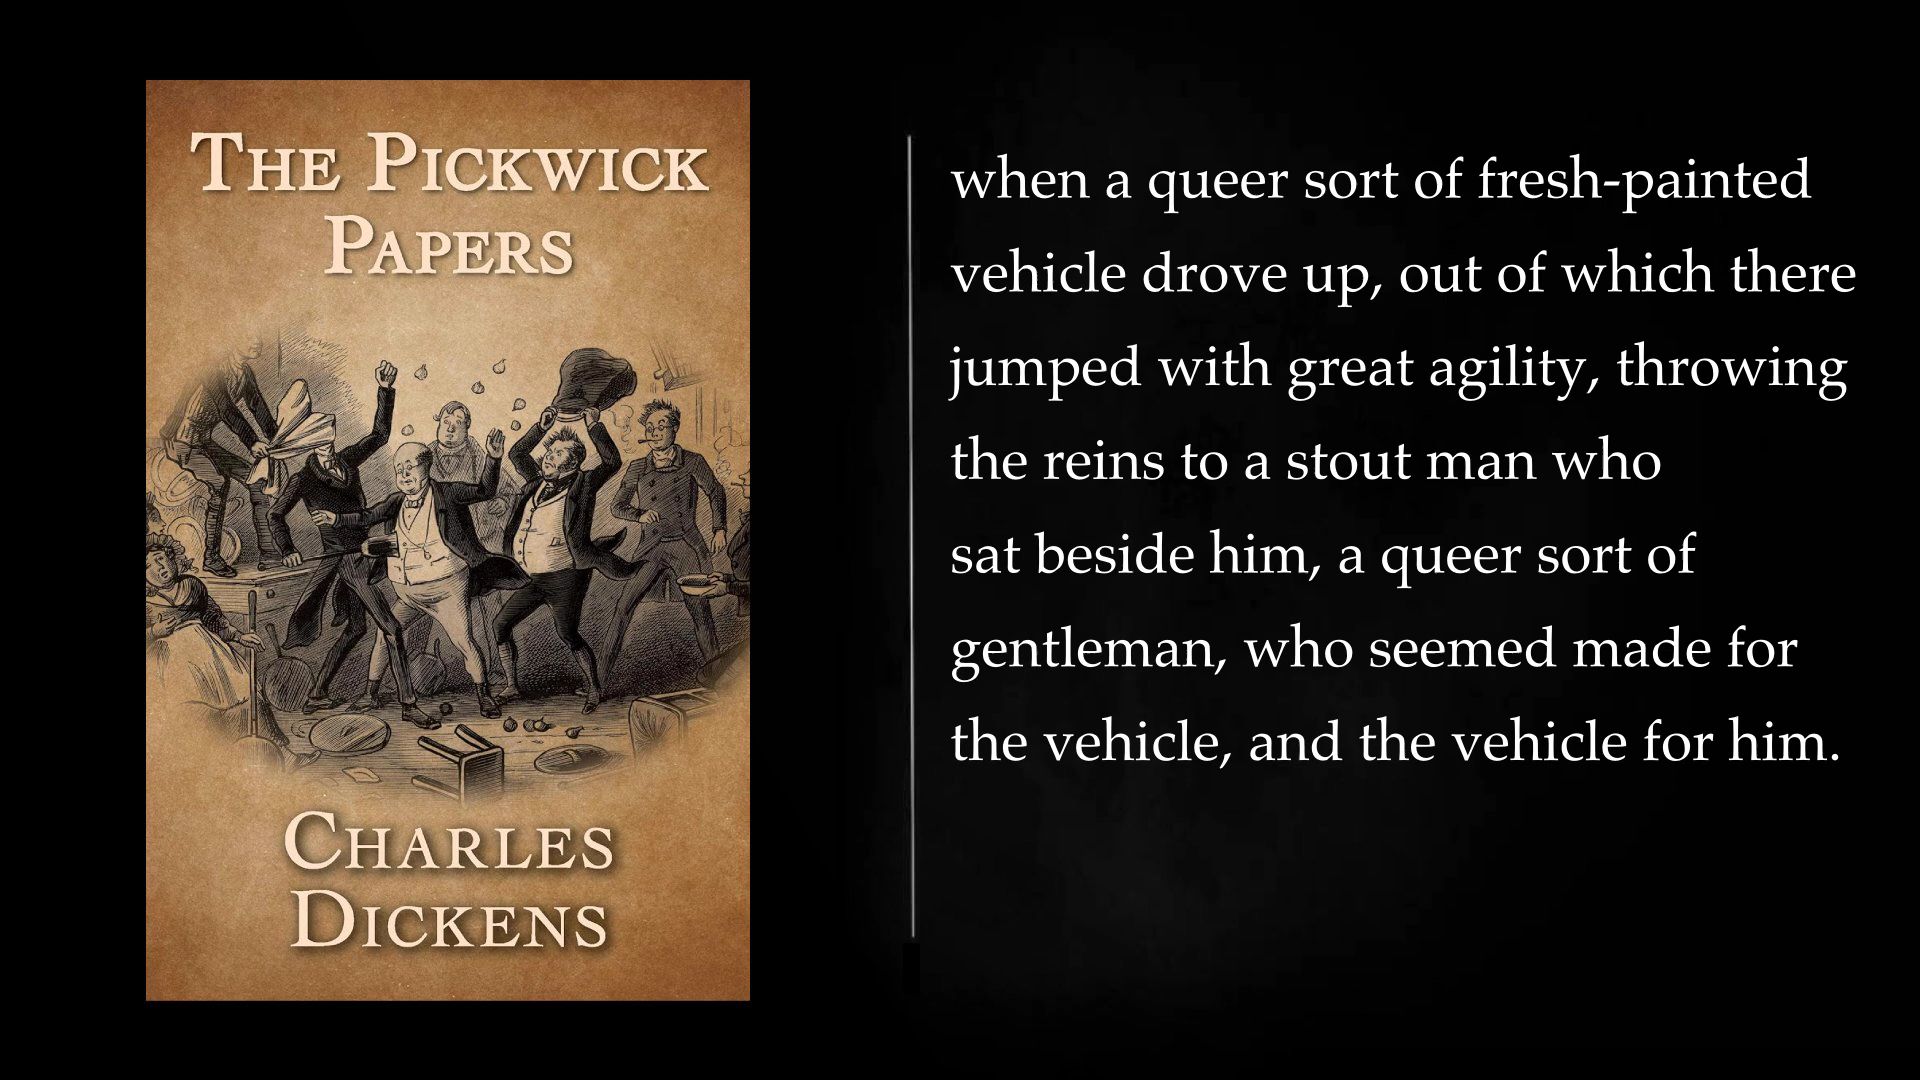 The Pickwick
Papers
Charles
Dickens
when a queer sort of fresh-painted
vehicle drove up, out of which there
jumped with great agility, throwing
the reins to a stout man who
sat beside him, a queer sort of
gentleman, who seemed made for
the vehicle, and the vehicle for him.